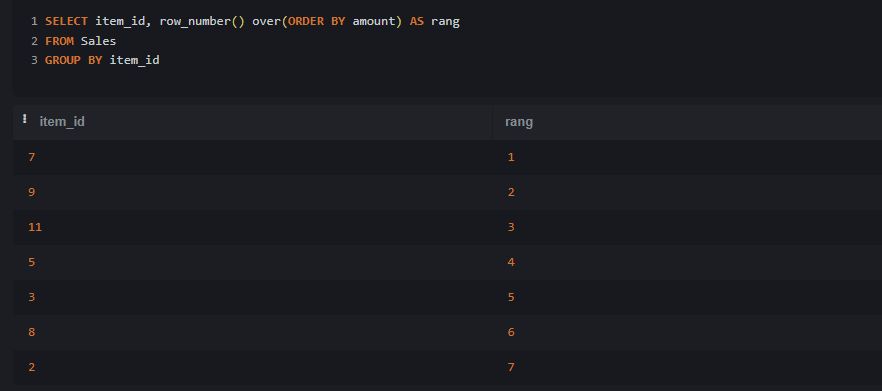 1 SELECT item_id, row_number() over(ORDER BY amount) AS rang
2 FROM Sales
3 GROUP BY item_id
item_id rang
7 1
9 2
11 3
5 4
3 5
8 6
2 7